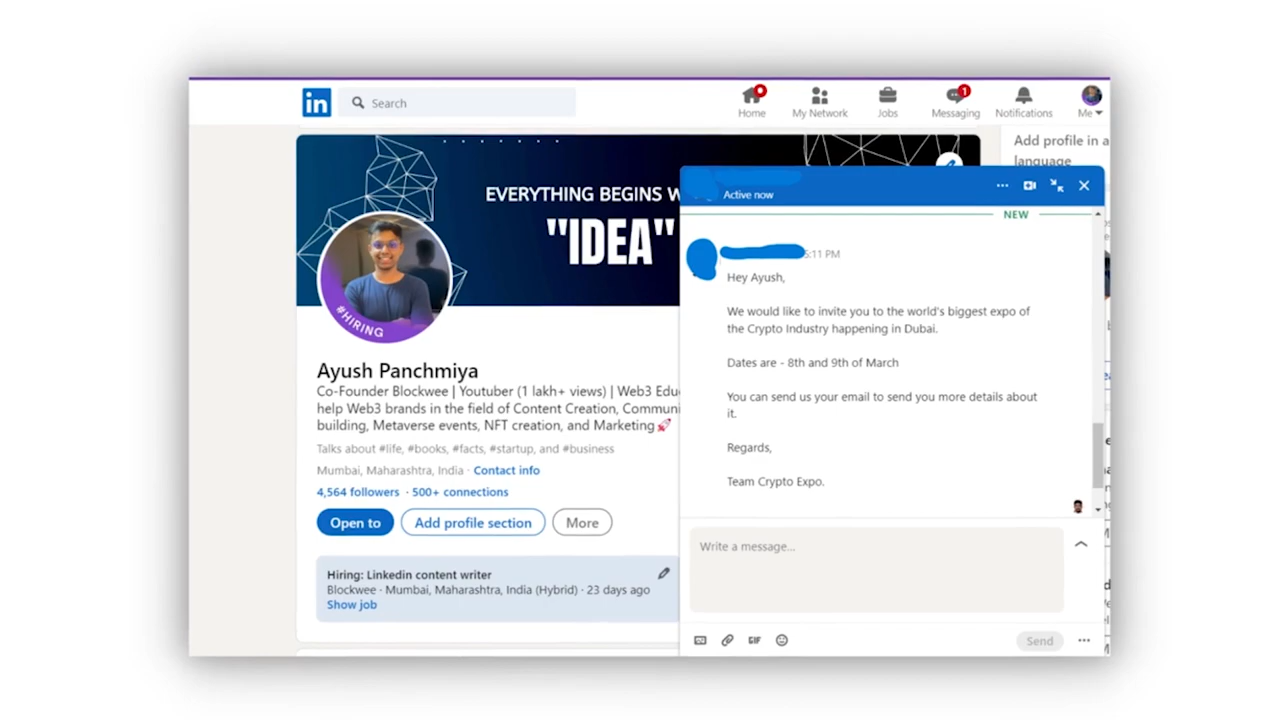 in
Search
Home
My Network
Jobs
1
Messaging
Notifications
Me
Add profile in a
language
EVERYTHING BEGINS
"IDEA"
#HIRING
Ayush Panchmiya
Co-Founder Blockwee | Youtuber (1 lakh+ views) | Web3
help Web3 brands in the field of Content Creation,
building, Metaverse events, NFT creation, and Marketing 🚀
Talks about #life, #books, #facts, #startup, and #business
Mumbai, Maharashtra, India · Contact info
4,564 followers · 500+ connections
Open to
Add profile section
More
Hiring: Linkedin content writer
Blockwee · Mumbai, Maharashtra, India (Hybrid) · 23 days ago
Show job
Active now
NEW
5:11 PM
Hey Ayush,
We would like to invite you to the world's biggest expo of
the Crypto Industry happening in Dubai.
Dates are - 8th and 9th of March
You can send us your email to send you more details about
it.
Regards,
Team Crypto Expo.
Write a message...
GIF
Send